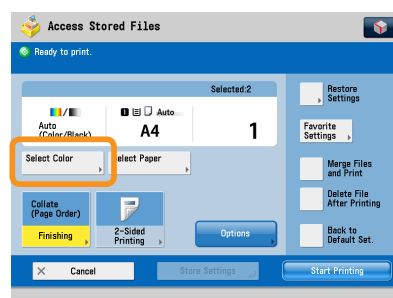 Access Stored Files
Ready to print.
Selected:2
Auto
(Color/Black)
1 Auto
A4
1
Select Color
Select Paper
Collate
(Page Order)
Finishing
2-Sided
Printing
Options
Restore
Settings
Favorite
Settings
Merge Files
and Print
Delete File
After Printing
Back to
Default Set.
Cancel
Store Settings
Start Printing